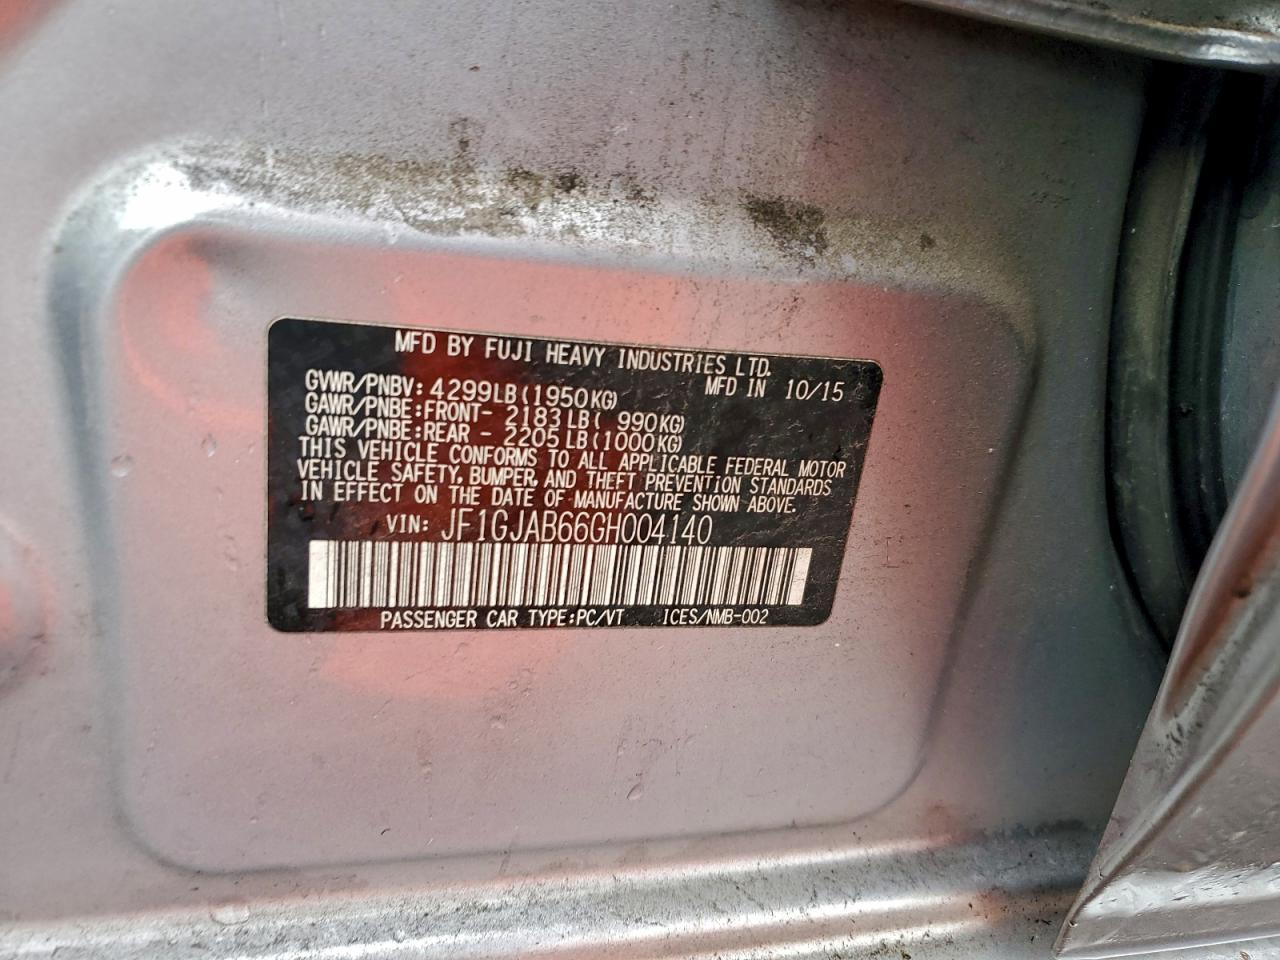 MFD BY FUJI HEAVY INDUSTRIES LTD.
MFD IN 10/15
GVWR/PNBV: 4299LB(1950KG)
GAWR/PNBE:FRONT- 2183LB( 990KG)
GAWR/PNBE:REAR - 2205LB(1000KG)
THIS VEHICLE CONFORMS TO ALL APPLICABLE FEDERAL MOTOR
VEHICLE SAFETY, BUMPER, AND THEFT PREVENTION STANDARDS
IN EFFECT ON THE DATE OF MANUFACTURE SHOWN ABOVE.
VIN: JF1GJAB66GH004140
PASSENGER CAR TYPE:PC/VT ICES/NMB-002